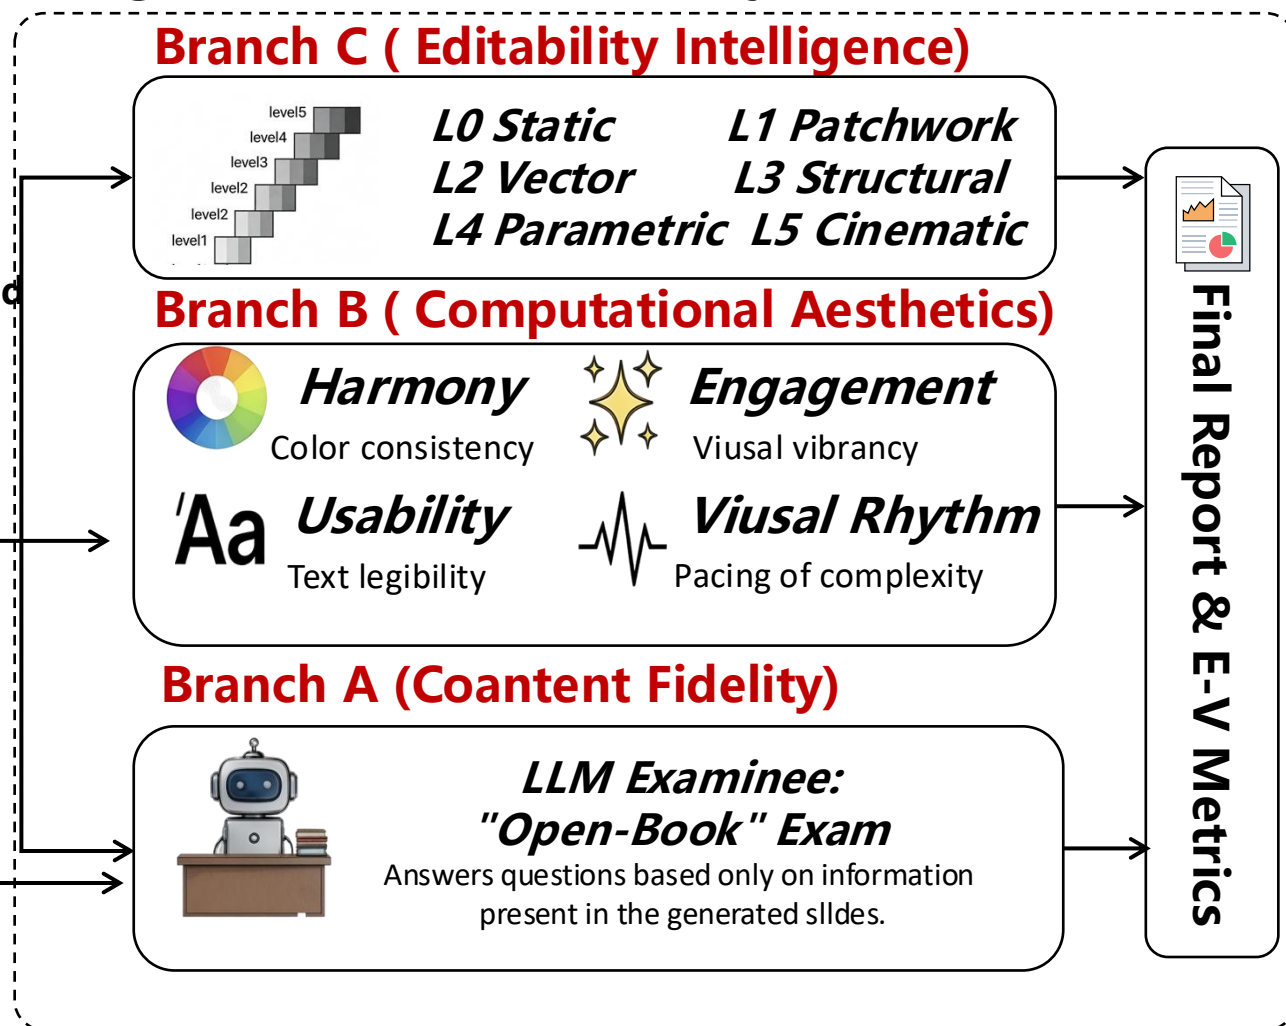 Branch C ( Editability Intelligence)
level5
level4
level3
level2
level2
level1
L0 Static L1 Patchwork
L2 Vector L3 Structural
L4 Parametric L5 Cinematic
d
Branch B ( Computational Aesthetics)
Harmony
Color consistency
Engagement
Viusal vibrancy
Aa
Usability
Text legibility
Viusal Rhythm
Pacing of complexity
Branch A (Coantent Fidelity)
LLM Examinee:
"Open-Book" Exam
Answers questions based only on information
present in the generated slldes.
Final Report & E-V Metrics